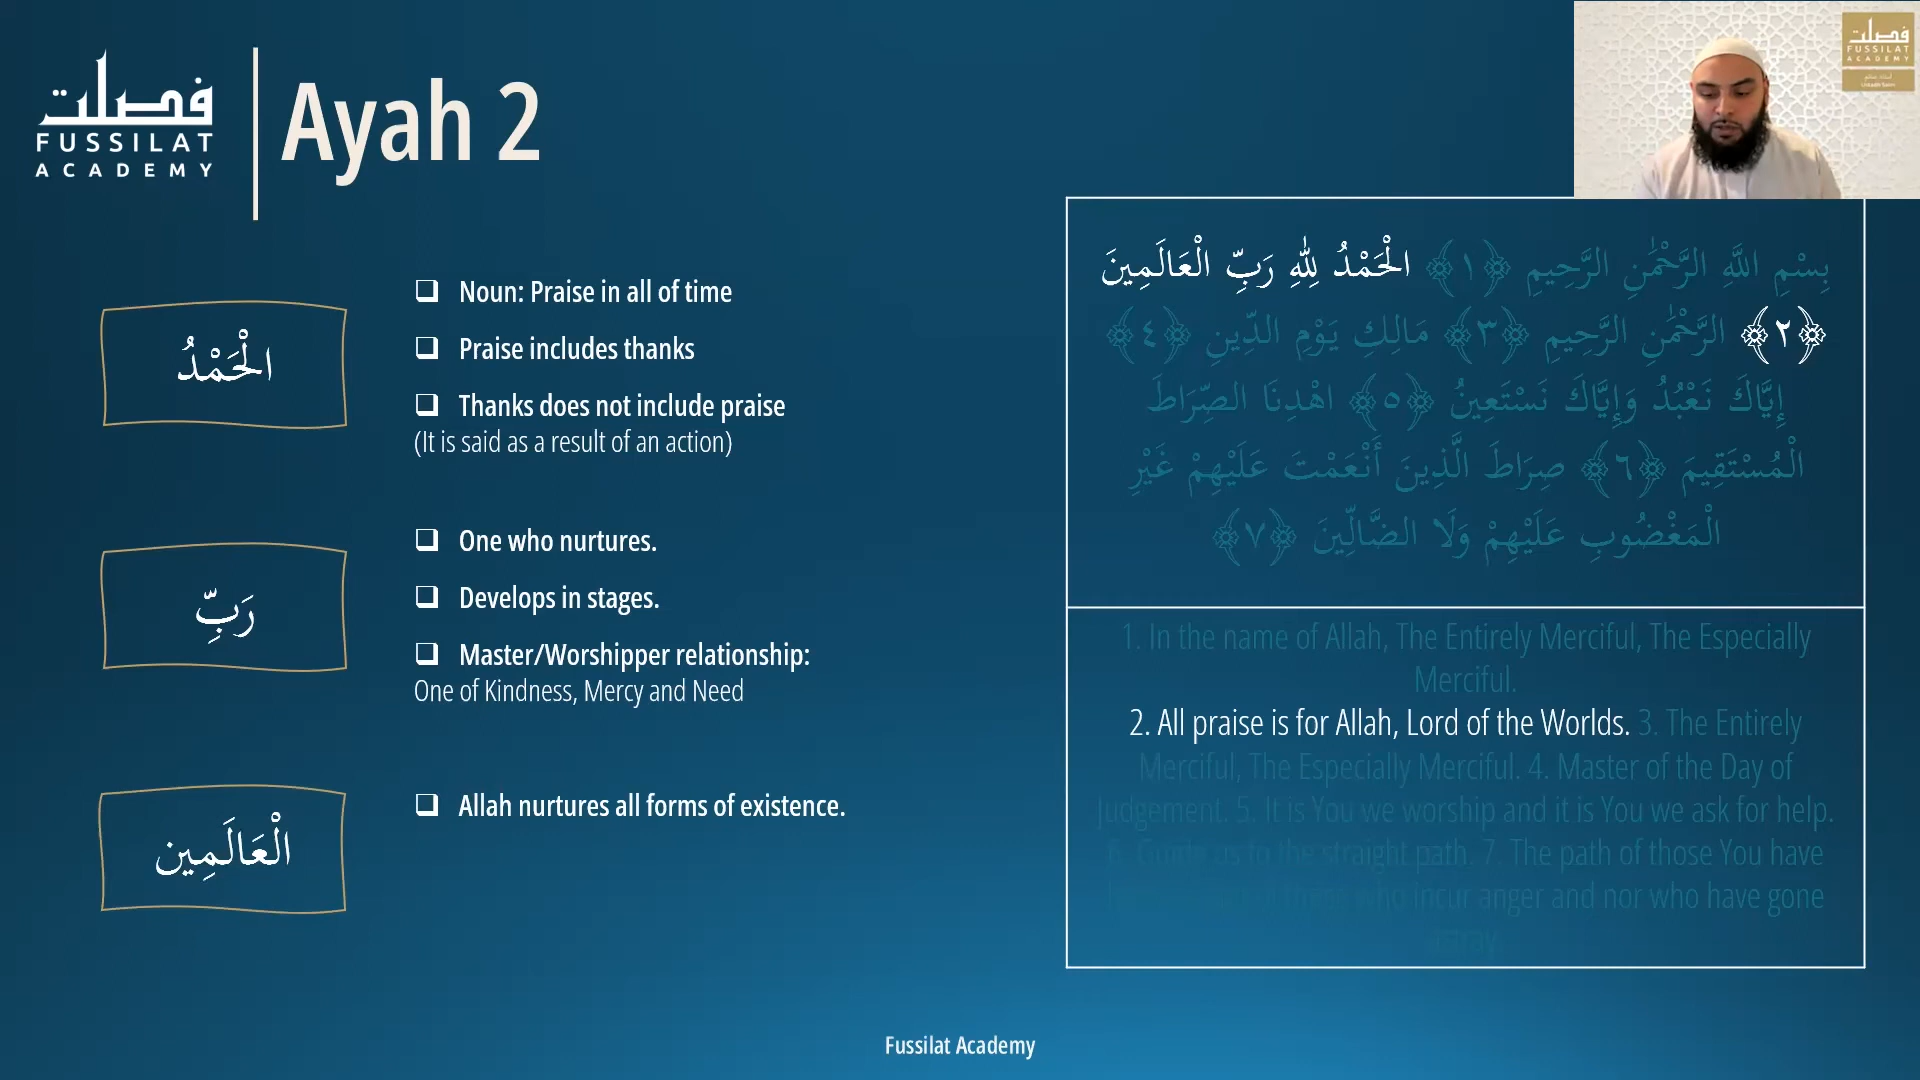 فصلت
FUSSILAT
ACADEMY
Ayah 2
فصلت
FUSSILAT
ACADEMY
الْحَمْدُ
Noun: Praise in all of time
Praise includes thanks
Thanks does not include praise
(It is said as a result of an action)
رَبِّ
One who nurtures.
Develops in stages.
Master/Worshipper relationship:
One of Kindness, Mercy and Need
الْعَالَمِين
Allah nurtures all forms of existence.
بِسْمِ اللَّهِ الرَّحْمَٰنِ الرَّحِيمِ ﴿١﴾ الْحَمْدُ لِلَّهِ رَبِّ الْعَالَمِينَ
﴿٢﴾ الرَّحْمَٰنِ الرَّحِيمِ ﴿٣﴾ مَالِكِ يَوْمِ الدِّينِ ﴿٤﴾
إِيَّاكَ نَعْبُدُ وَإِيَّاكَ نَسْتَعِينُ ﴿٥﴾ اهْدِنَا الصِّرَاطَ
الْمُسْتَقِيمَ ﴿٦﴾ صِرَاطَ الَّذِينَ أَنْعَمْتَ عَلَيْهِمْ غَيْرِ
الْمَغْضُوبِ عَلَيْهِمْ وَلَا الضَّالِّينَ ﴿٧﴾
1. In the name of Allah, The Entirely Merciful, The Especially
Merciful.
2. All praise is for Allah, Lord of the Worlds. 3. The Entirely
Merciful, The Especially Merciful. 4. Master of the Day of
Judgement. 5. It is You we worship and it is You we ask for help.
to the straight path. 7. The path of those You have
who incur anger and nor who have gone
Fussilat Academy